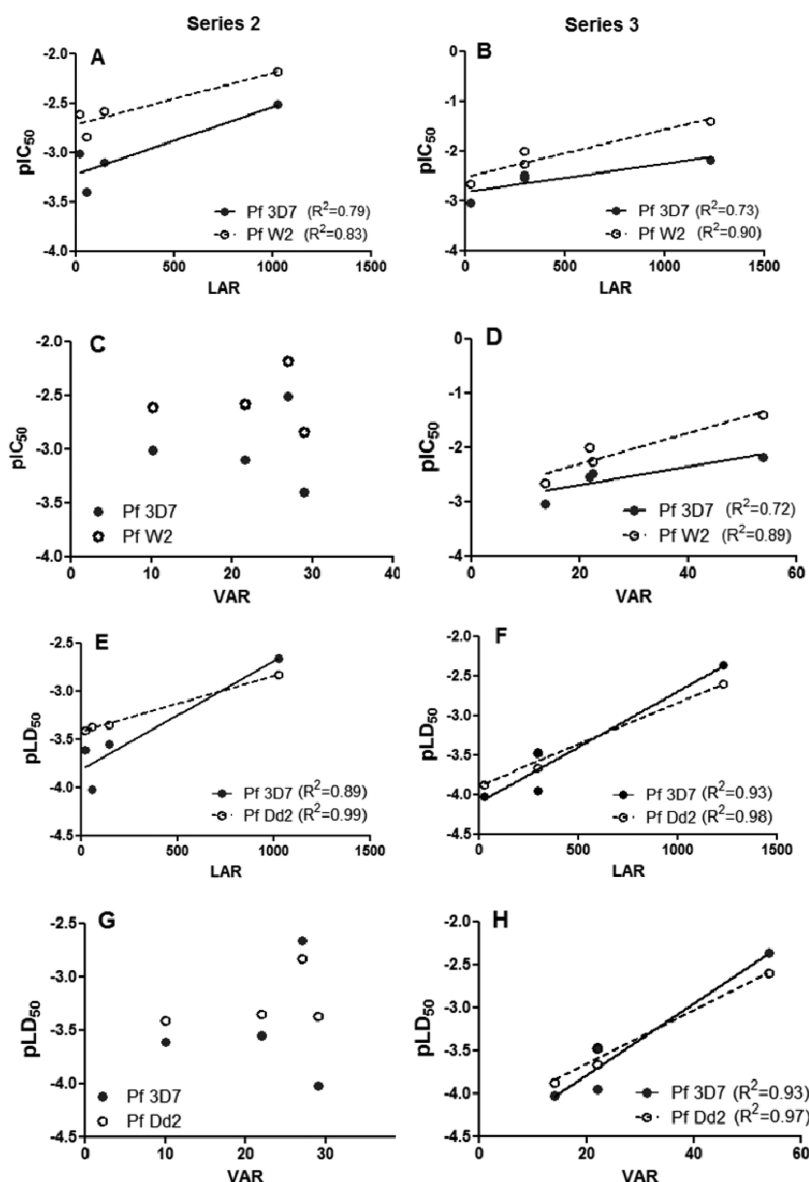 Series 2
Series 3
A
-2.0
-2.5
-3.0
-3.5
-4.0
pIC50
Pf 3D7 (R2=0.79)
Pf W2 (R2=0.83)
0 500 1000 1500
LAR
B
0
-1
-2
-3
-4
pIC50
Pf 3D7 (R2=0.73)
Pf W2 (R2=0.90)
0 500 1000 1500
LAR
C
-2.0
-2.5
-3.0
-3.5
-4.0
pIC50
Pf 3D7
Pf W2
0 10 20 30 40
VAR
D
0
-1
-2
-3
-4
pIC50
Pf 3D7 (R2=0.72)
Pf W2 (R2=0.89)
0 20 40 60
VAR
E
-2.5
-3.0
-3.5
-4.0
-4.5
pLD50
Pf 3D7 (R2=0.89)
Pf Dd2 (R2=0.99)
0 500 1000 1500
LAR
F
-2.0
-2.5
-3.0
-3.5
-4.0
-4.5
pLD50
Pf 3D7 (R2=0.93)
Pf Dd2 (R2=0.98)
0 500 1000 1500
LAR
G
-2.5
-3.0
-3.5
-4.0
-4.5
pLD50
Pf 3D7
Pf Dd2
0 10 20 30
VAR
H
-2.0
-2.5
-3.0
-3.5
-4.0
-4.5
pLD50
Pf 3D7 (R2=0.93)
Pf Dd2 (R2=0.97)
0 20 40 60
VAR